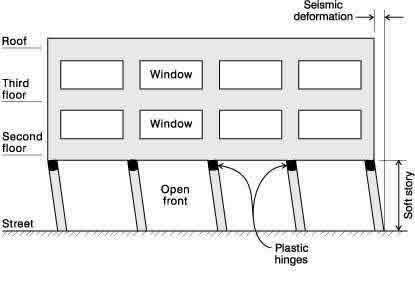 Seismic
deformation
Roof
Window
Third
floor
Window
Second
floor
Open
front
Soft story
Street
Plastic
hinges